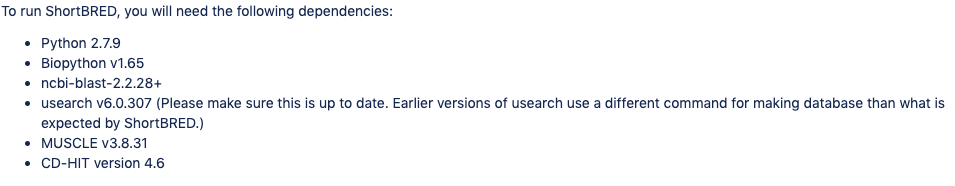 To run ShortBRED, you will need the following dependencies:
• Python 2.7.9
• Biopython v1.65
• ncbi-blast-2.2.28+
• usearch v6.0.307 (Please make sure this is up to date. Earlier versions of usearch use a different command for making database than what is
expected by ShortBRED.)
• MUSCLE v3.8.31
• CD-HIT version 4.6